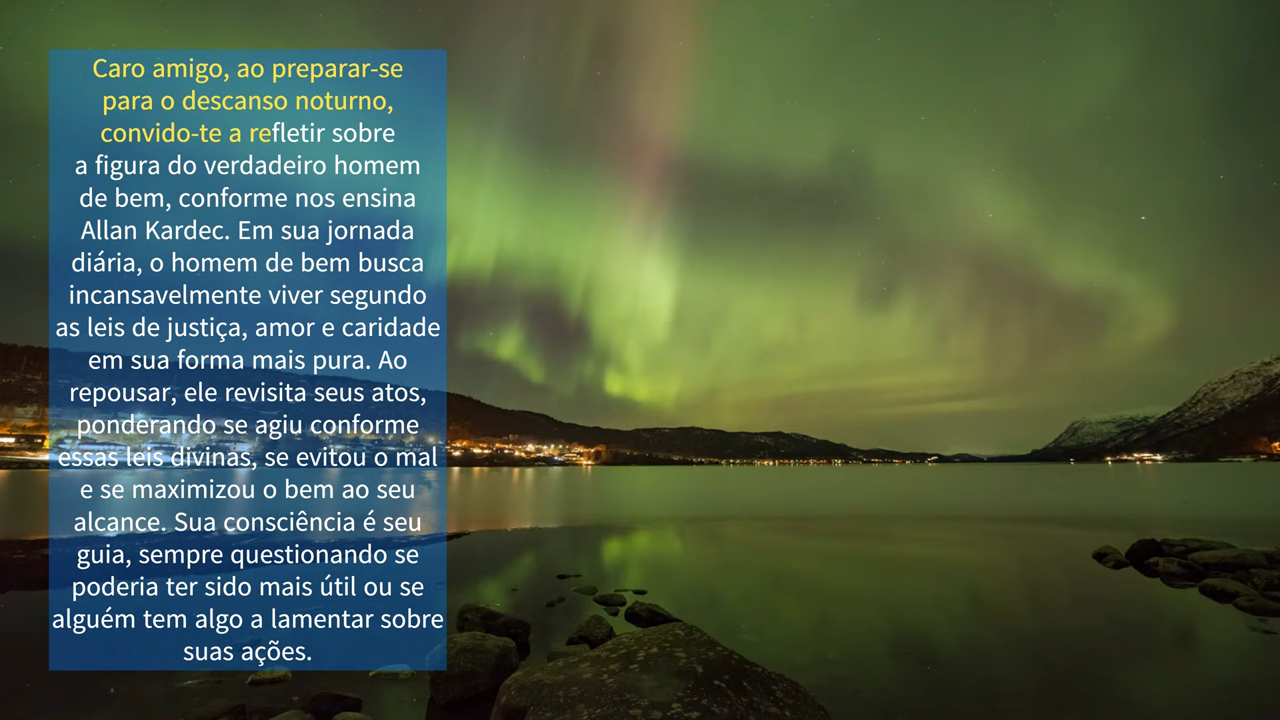 Caro amigo, ao preparar-se
para o descanso noturno,
convido-te a refletir sobre
a figura do verdadeiro homem
de bem, conforme nos ensina
Allan Kardec. Em sua jornada
diária, o homem de bem busca
incansavelmente viver segundo
as leis de justiça, amor e caridade
em sua forma mais pura. Ao
repousar, ele revisita seus atos,
ponderando se agiu conforme
essas leis divinas, se evitou o mal
e se maximizou o bem ao seu
alcance. Sua consciência é seu
guia, sempre questionando se
poderia ter sido mais útil ou se
alguém tem algo a lamentar sobre
suas ações.